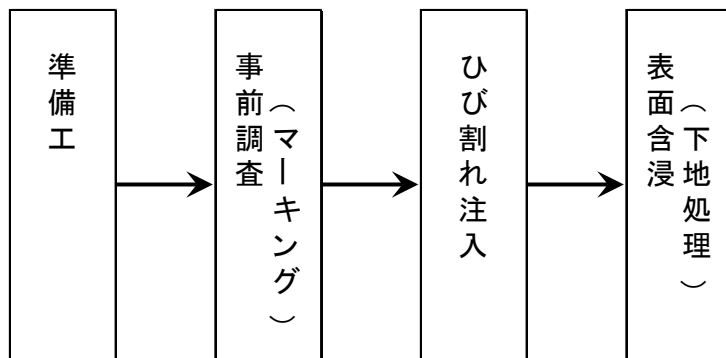 準備工
事前調査
（マーキング）
ひび割れ注入
表面含浸
（下地処理）